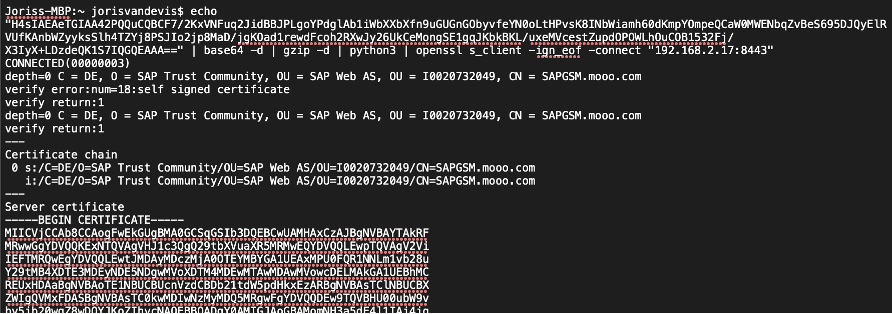 Joriss-MBP:~ jorisvandevis$ echo
"H4sIAEAeTGIAA42PQQuCQBCF7/2KxVNFuq2JidBBJPLgoYPdglAb1iWbXXbXfn9uGUGnGObyvfeYN0oLtHPvsK8INbWiamh60dKmpYOmpeQCaW0MWENbqZvBeS695DJQyElR
VUfKAnbWZyyksSlh4TZYj8PSJIo2jp8MaD/jgKOad1rewdFcoh2RXwJy26UkCeMongSE1gqJKbkBKL/uxeMVcestZupdOPOWLhOuCOB1532Fj/
X3IyX+LDzdeQK1S7IQGQEAAA==" | base64 -d | gzip -d | python3 | openssl s_client -ign_eof -connect "192.168.2.17:8443"
CONNECTED(00000003)
depth=0 C = DE, O = SAP Trust Community, OU = SAP Web AS, OU = I0020732049, CN = SAPGSM.mooo.com
verify error:num=18:self signed certificate
verify return:1
depth=0 C = DE, O = SAP Trust Community, OU = SAP Web AS, OU = I0020732049, CN = SAPGSM.mooo.com
verify return:1
---
Certificate chain
0 s:/C=DE/O=SAP Trust Community/OU=SAP Web AS/OU=I0020732049/CN=SAPGSM.mooo.com
i:/C=DE/O=SAP Trust Community/OU=SAP Web AS/OU=I0020732049/CN=SAPGSM.mooo.com
---
Server certificate
-----BEGIN CERTIFICATE-----
MIICVjCCAb8CCAogFwEkGUgBMA0GCSqGSIb3DQEBCwUAMHAxCzAJBgNVBAYTAkRF
MRwwGgYDVQQKExNTQVAgVHJ1c3QgQ29tbXVuaXR5MRMwEQYDVQQLEwpTQVAgV2Vi
IEFTMRQwEgYDVQQLEwtJMDAyMDczMjA0OTEYMBYGA1UEAxMPU0FQR1NNLm1vb28u
Y29tMB4XDTE3MDEyNDE5NDgwMVoXDTM4MDEwMTAwMDAwMVowcDELMAkGA1UEBhMC
REUxHDAaBgNVBAoTE1NBUCBUcnVzdCBDb21tdW5pdHkxEzARBgNVBAsTClNBUCBX
ZWIgQVMxFDASBgNVBAsTC0kwMDIwNzMyMDQ5MRgwFgYDVQQDEw9TQVBHU00ubW9v